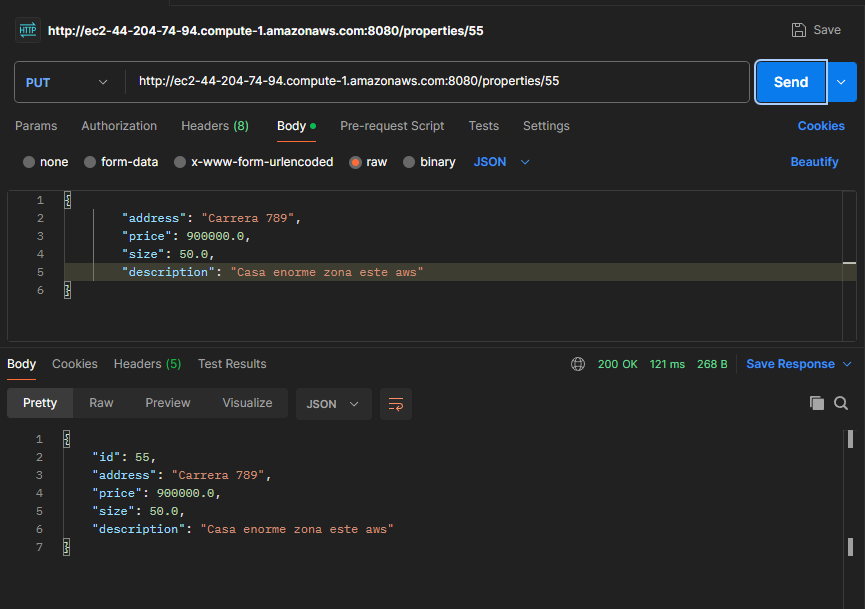 HTTP http://ec2-44-204-74-94.compute-1.amazonaws.com:8080/properties/55 Save
PUT http://ec2-44-204-74-94.compute-1.amazonaws.com:8080/properties/55 Send
Params Authorization Headers (8) Body Pre-request Script Tests Settings Cookies
none form-data x-www-form-urlencoded raw binary JSON Beautify
1 {
2 "address": "Carrera 789",
3 "price": 900000.0,
4 "size": 50.0,
5 "description": "Casa enorme zona este aws"
6 }
Body Cookies Headers (5) Test Results 200 OK 121 ms 268 B Save Response
Pretty Raw Preview Visualize JSON
1 {
2 "id": 55,
3 "address": "Carrera 789",
4 "price": 900000.0,
5 "size": 50.0,
6 "description": "Casa enorme zona este aws"
7 }